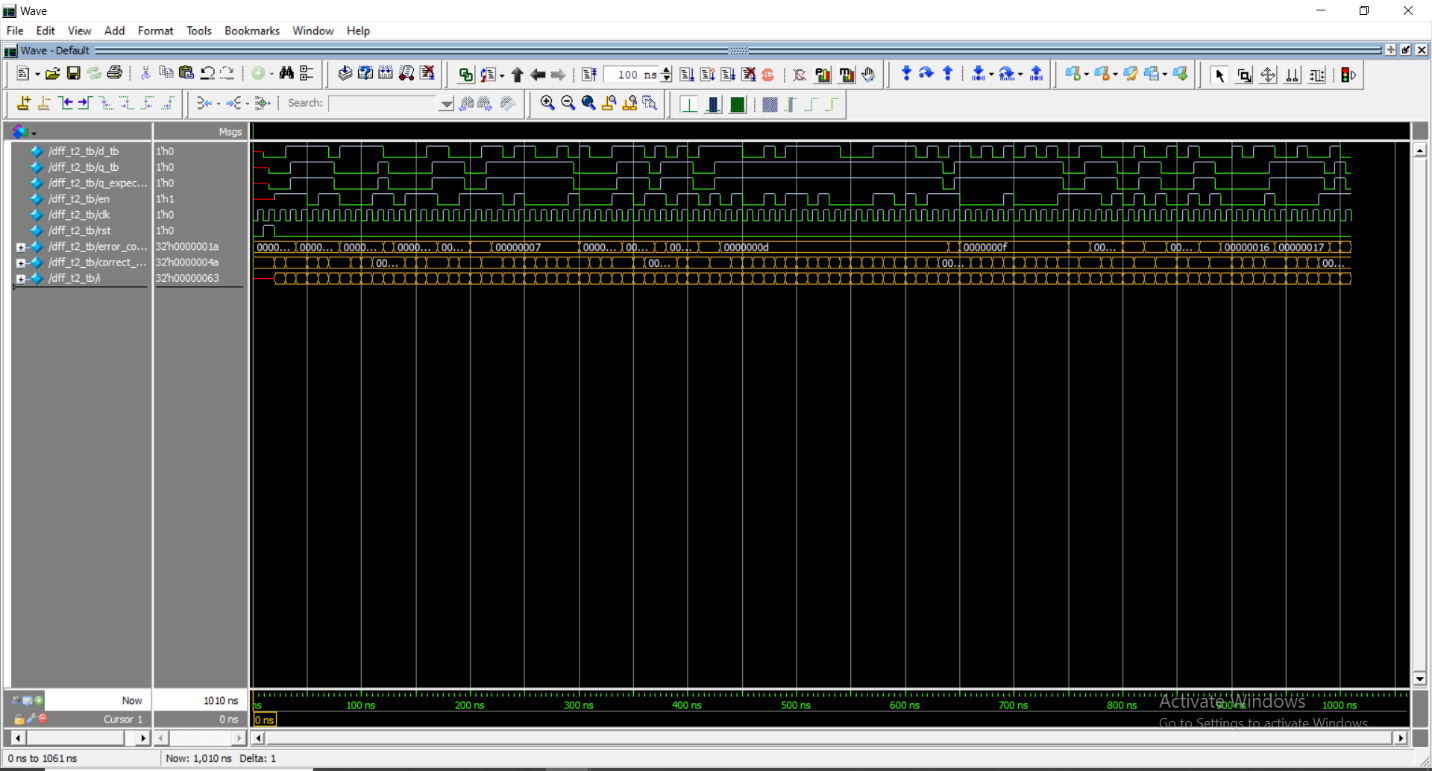 Wave
File Edit View Add Format Tools Bookmarks Window Help
Wave - Default
100 ns
Search:
Msgs
/dff_t2_tb/d_tb 1'h0
/dff_t2_tb/q_tb 1'h0
/dff_t2_tb/q_expec... 1'h0
/dff_t2_tb/en 1'h1
/dff_t2_tb/clk 1'h0
/dff_t2_tb/rst 1'h0
/dff_t2_tb/error_co... 32'h0000001a 0000... 0000... 0000... 0000... 00... 00000007 0000... 00... 00... 0000000d 0000000f 00... 00... 00000016 00000017
/dff_t2_tb/correct_... 32'h0000004a 00... 00... 00... 00...
/dff_t2_tb/i 32'h00000063
Now 1010 ns ns 100 ns 200 ns 300 ns 400 ns 500 ns 600 ns 700 ns 800 ns 900 ns 1000 ns
Activate Windows
Cursor 1 0 ns 0 ns
Go to Settings to activate Windows.
0 ns to 1061 ns Now: 1,010 ns Delta: 1